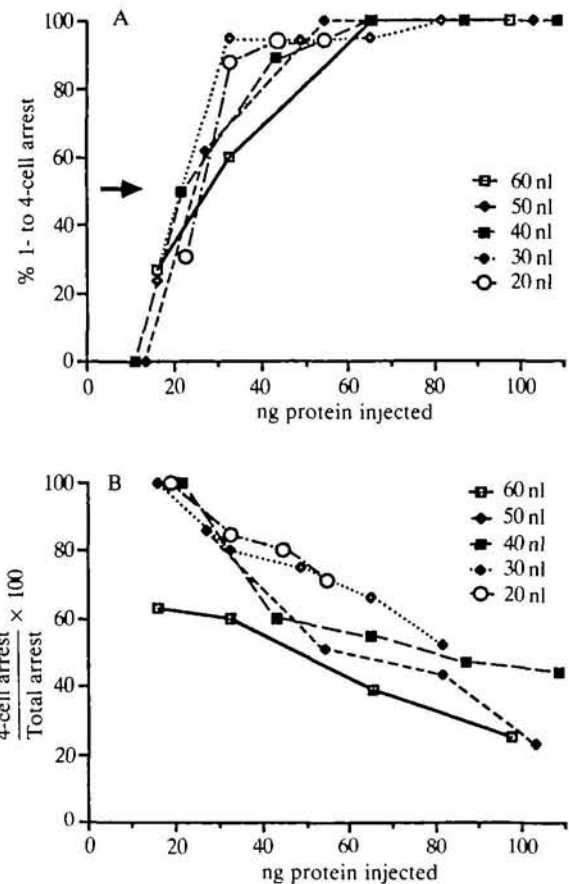 A
100
80
60
40
20
0
% 1- to 4-cell arrest
60 nl
50 nl
40 nl
30 nl
20 nl
0 20 40 60 80 100
ng protein injected
B
100
80
60
40
20
0
4-cell arrest
Total arrest
× 100
60 nl
50 nl
40 nl
30 nl
20 nl
0 20 40 60 80 100
ng protein injected